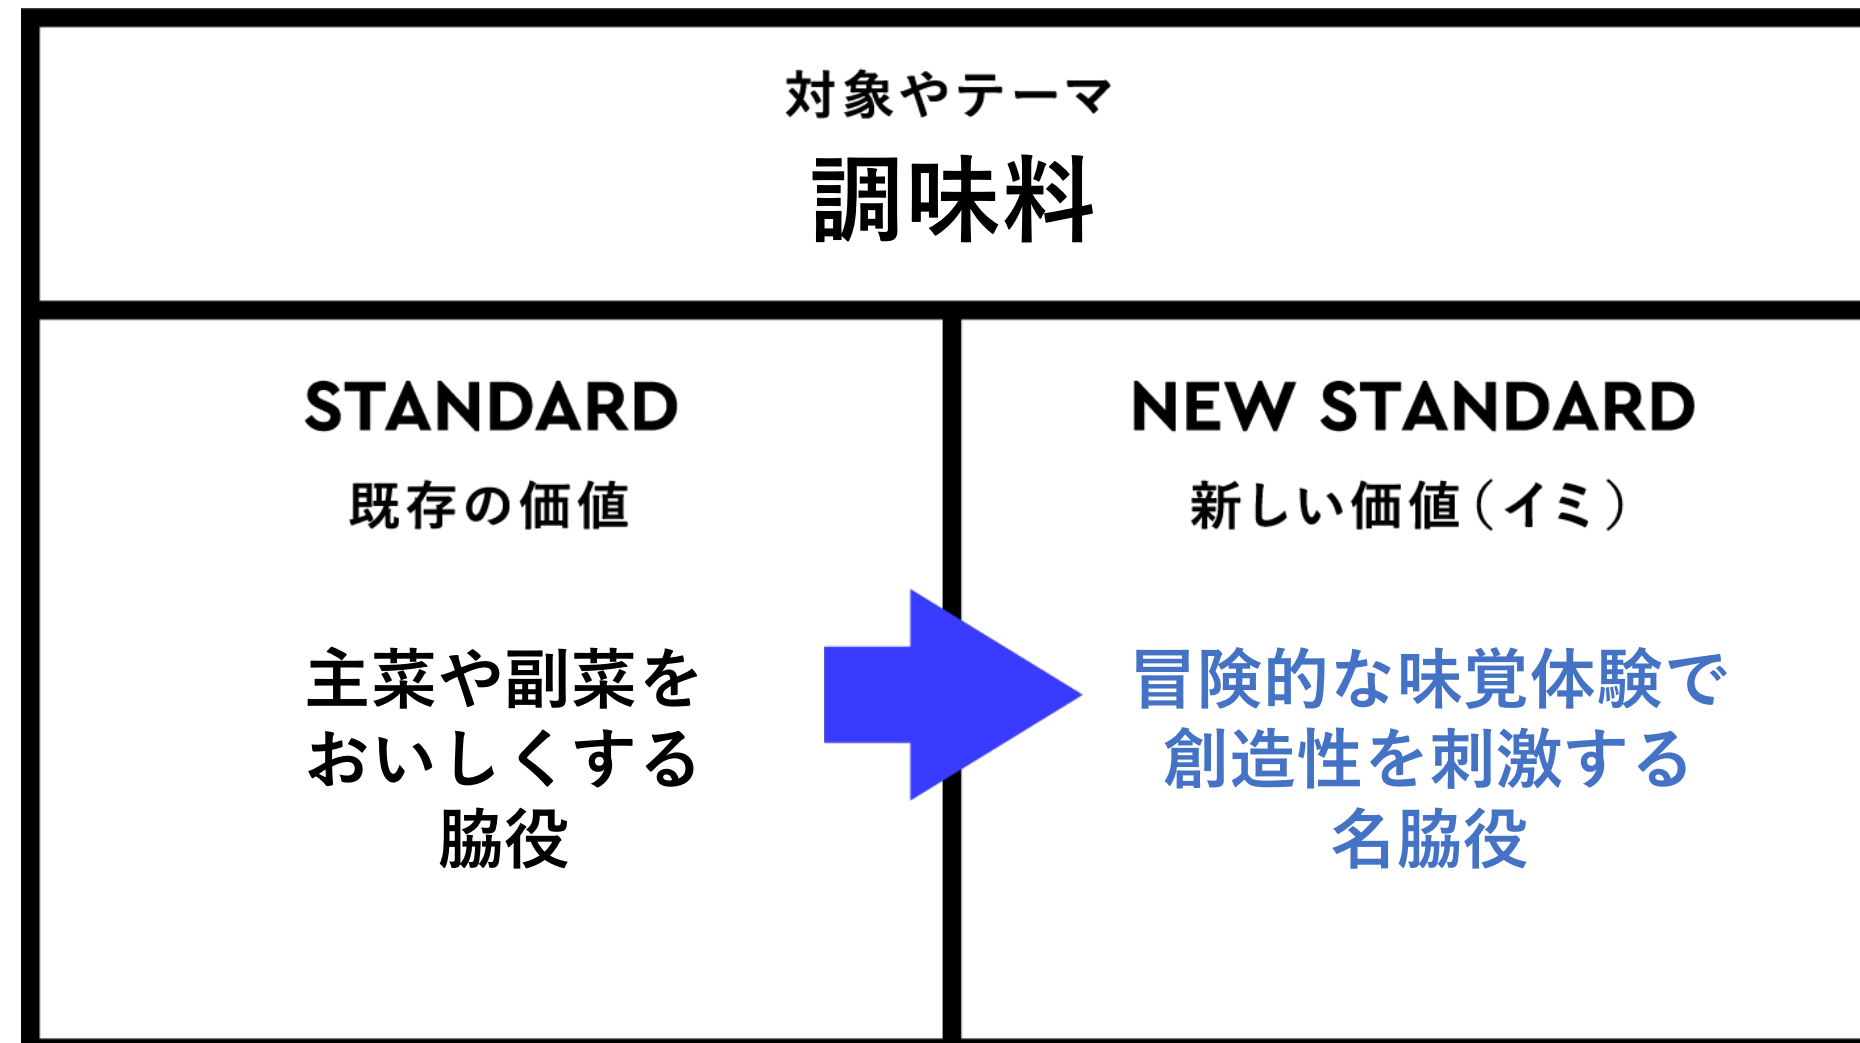 対象やテーマ
調味料
STANDARD
既存の価値
主菜や副菜を
おいしくする
脇役
NEW STANDARD
新しい価値（イミ）
冒険的な味覚体験で
創造性を刺激する
名脇役